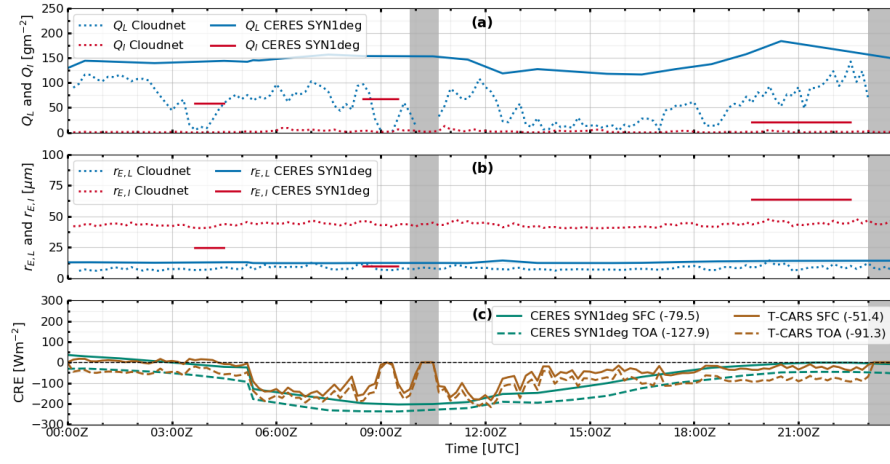 250
200
150
100
50
0
Q_L and Q_I [gm⁻²]
Q_L Cloudnet
Q_I Cloudnet
Q_L CERES SYN1deg
Q_I CERES SYN1deg
(a)
100
75
50
25
0
r_E,L and r_E,I [μm]
r_E,L Cloudnet
r_E,I Cloudnet
r_E,L CERES SYN1deg
r_E,I CERES SYN1deg
(b)
300
200
100
0
−100
−200
−300
CRE [Wm⁻²]
(c)
CERES SYN1deg SFC (-79.5)
CERES SYN1deg TOA (-127.9)
T-CARS SFC (-51.4)
T-CARS TOA (-91.3)
00:00Z 03:00Z 06:00Z 09:00Z 12:00Z 15:00Z 18:00Z 21:00Z
Time [UTC]